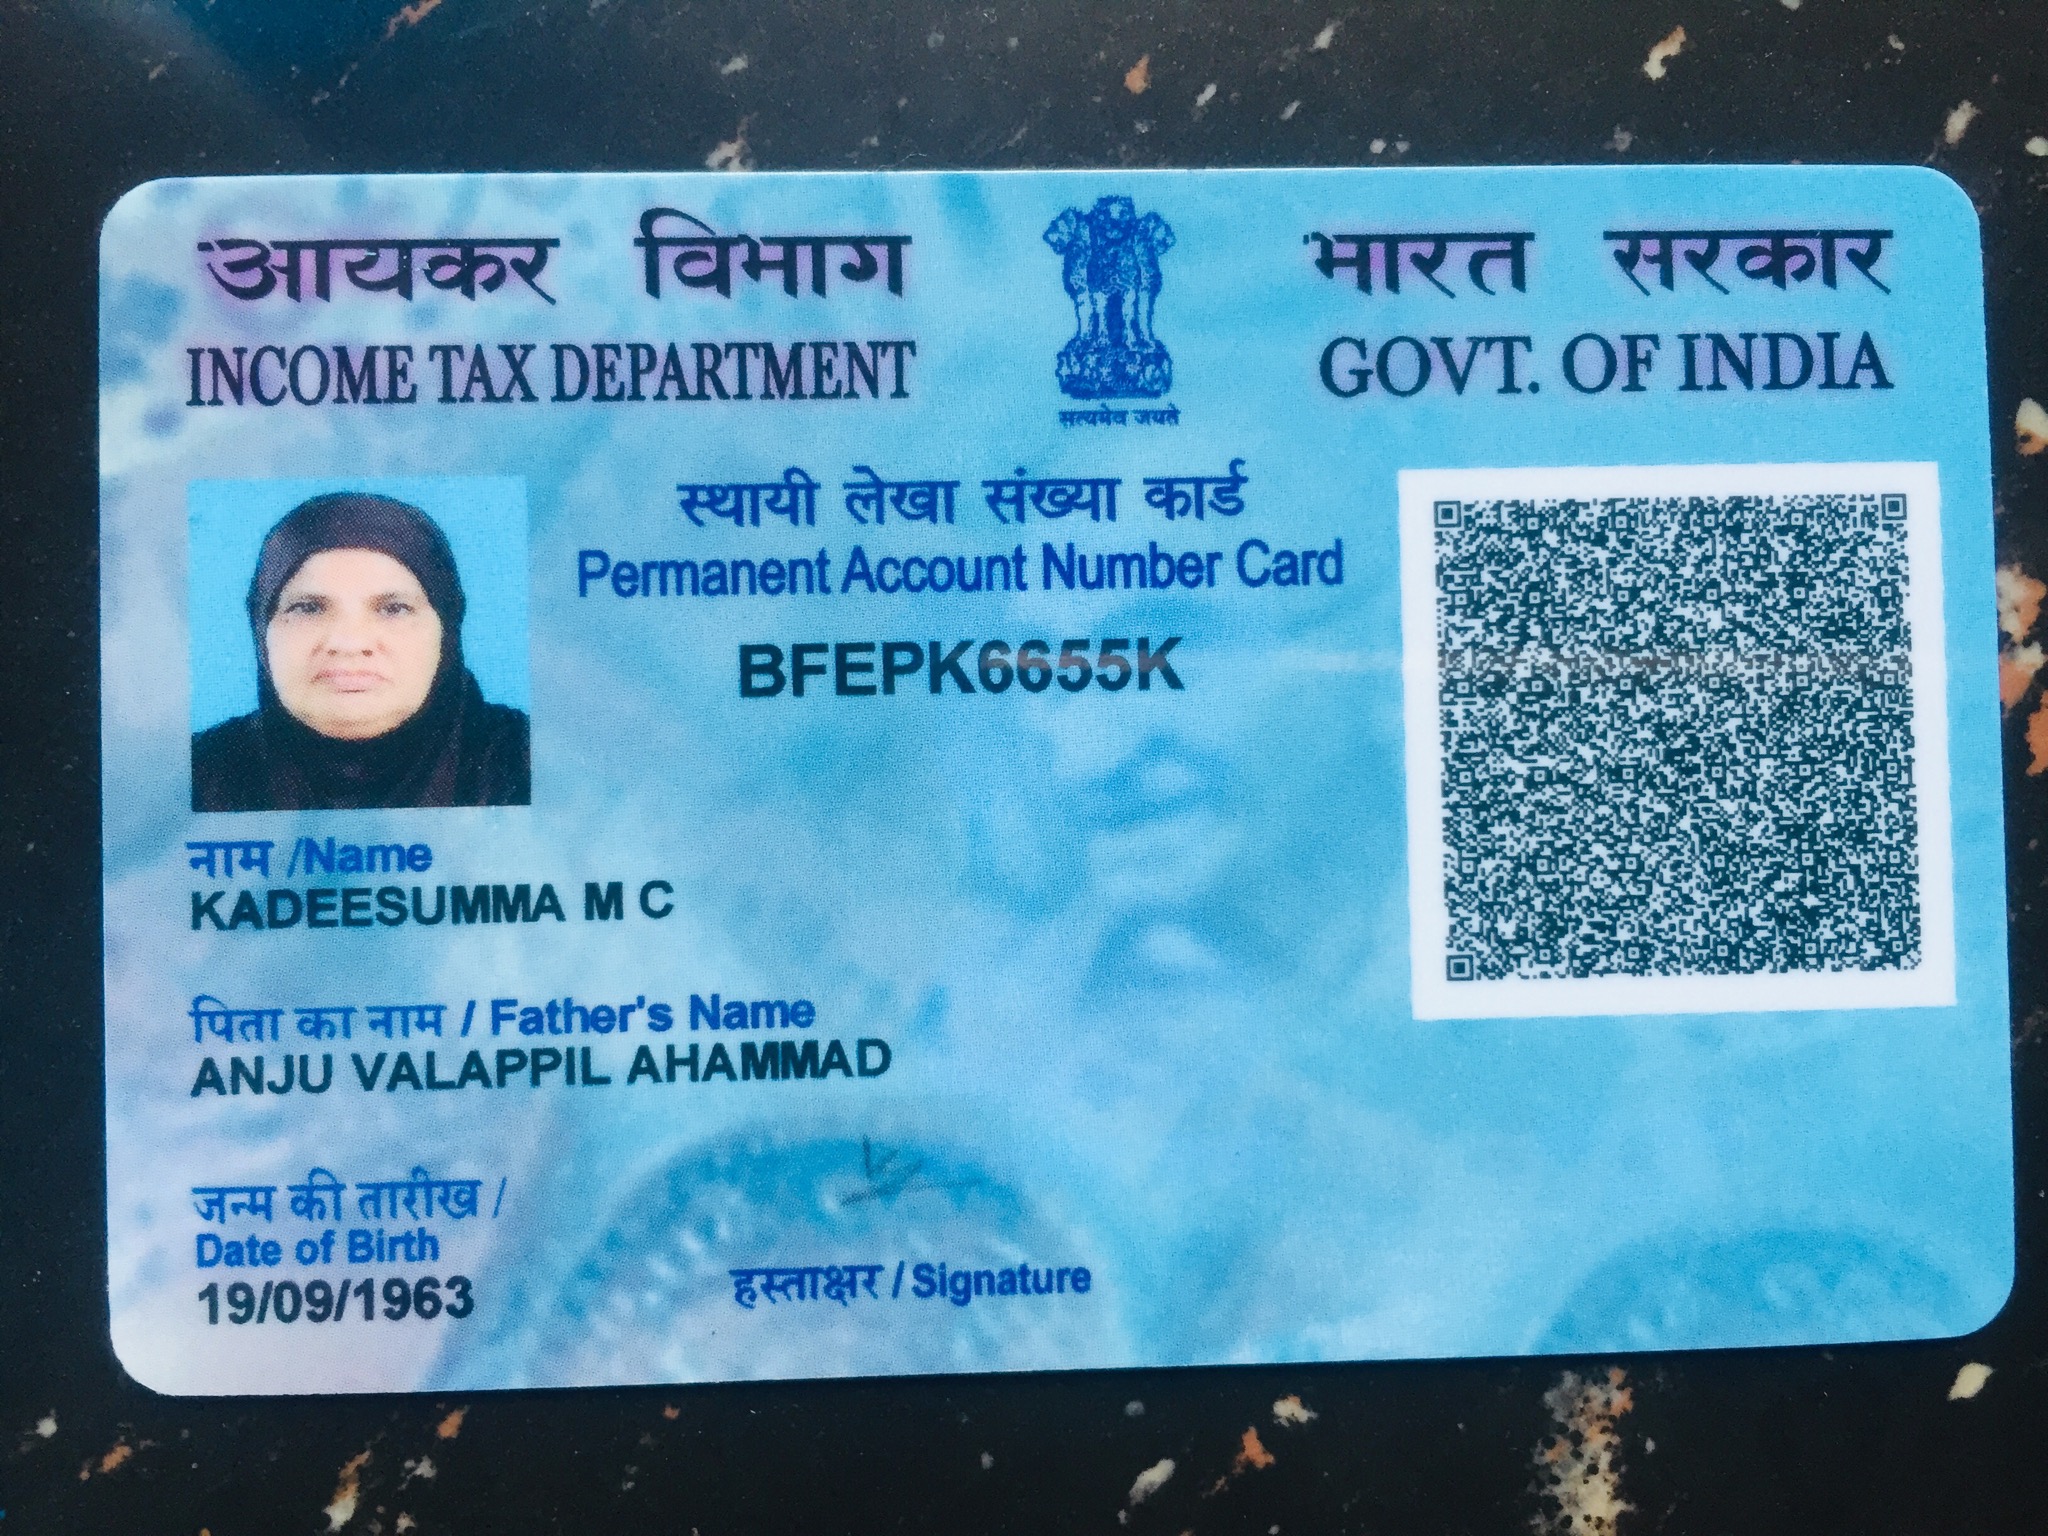 आयकर विभाग
INCOME TAX DEPARTMENT
सत्यमेव जयते
भारत सरकार
GOVT. OF INDIA
स्थायी लेखा संख्या कार्ड
Permanent Account Number Card
BFEPK6655K
नाम /Name
KADEESUMMA M C
पिता का नाम / Father's Name
ANJU VALAPPIL AHAMMAD
जन्म की तारीख /
Date of Birth
19/09/1963
हस्ताक्षर / Signature